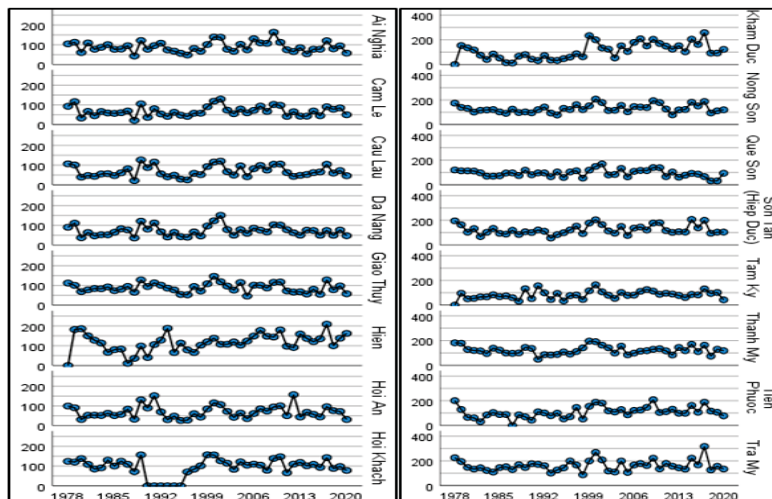 Ai Nghia
200
100
0
Cam Le
200
100
0
Cau Lau
200
100
0
Da Nang
200
100
0
Giao Thuy
200
100
0
Hien
200
100
0
Hoi An
200
100
0
Hoi Khach
200
100
0
1978 1985 1992 1999 2006 2013 2020
Kham Duc
400
200
0
Nong Son
400
200
0
Que Son
400
200
0
Son Tan
(Hiep Duc)
400
200
0
Tam Ky
400
200
0
Thanh My
400
200
0
Tien
Phuoc
400
200
0
Tra My
400
200
0
1978 1985 1992 1999 2006 2013 2020